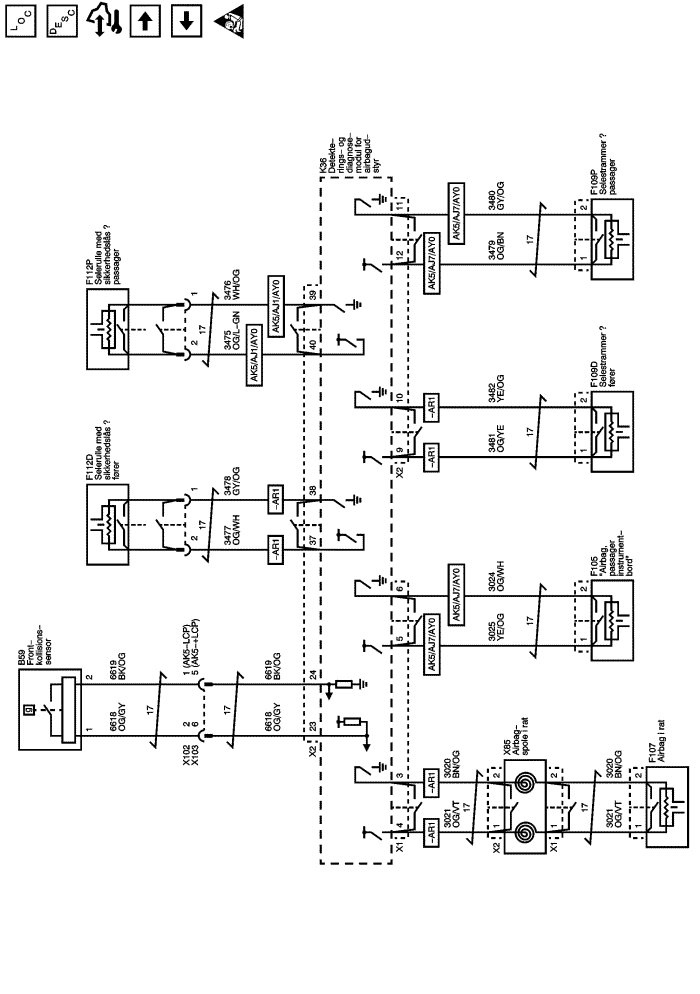 LOC
DESC
K36
Detekte-
rings- og
diagnose-
modul for
airbagud-
styr
F112P
Selerulle med
sikkerhedslås ?
passager
1
2
17
3476
WH/OG
3475
OG/L-GN
AK5/AJ1/AY0
AK5/AJ1/AY0
39
40
F112D
Selerulle med
sikkerhedslås ?
fører
1
2
17
3478
GY/OG
3477
OG/WH
-AR1
-AR1
38
37
B59
Front-
kollisions-
sensor
g
2
1
6619
BK/OG
6618
OG/GY
17
1 (AK5-LCP)
5 (AK5-+LCP)
2
6
X102
X103
17
6619
BK/OG
6618
OG/GY
24
23
X2
11
12
AK5/AJ7/AY0
AK5/AJ7/AY0
3480
GY/OG
3479
OG/BN
17
2
1
F109P
Selestrammer ?
passager
10
9
X2
-AR1
-AR1
3482
YE/OG
3481
OG/YE
17
2
1
F109D
Selestrammer ?
fører
6
5
AK5/AJ7/AY0
AK5/AJ7/AY0
3024
OG/WH
3025
YE/OG
17
2
1
F105
"Airbag,
passager
instrument-
bord"
3
4
X1
-AR1
-AR1
3020
BN/OG
3021
OG/VT
17
2
1
X2
X85
Airbag-
spole i rat
2
1
X1
17
3020
BN/OG
3021
OG/VT
2
1
F107
Airbag i rat